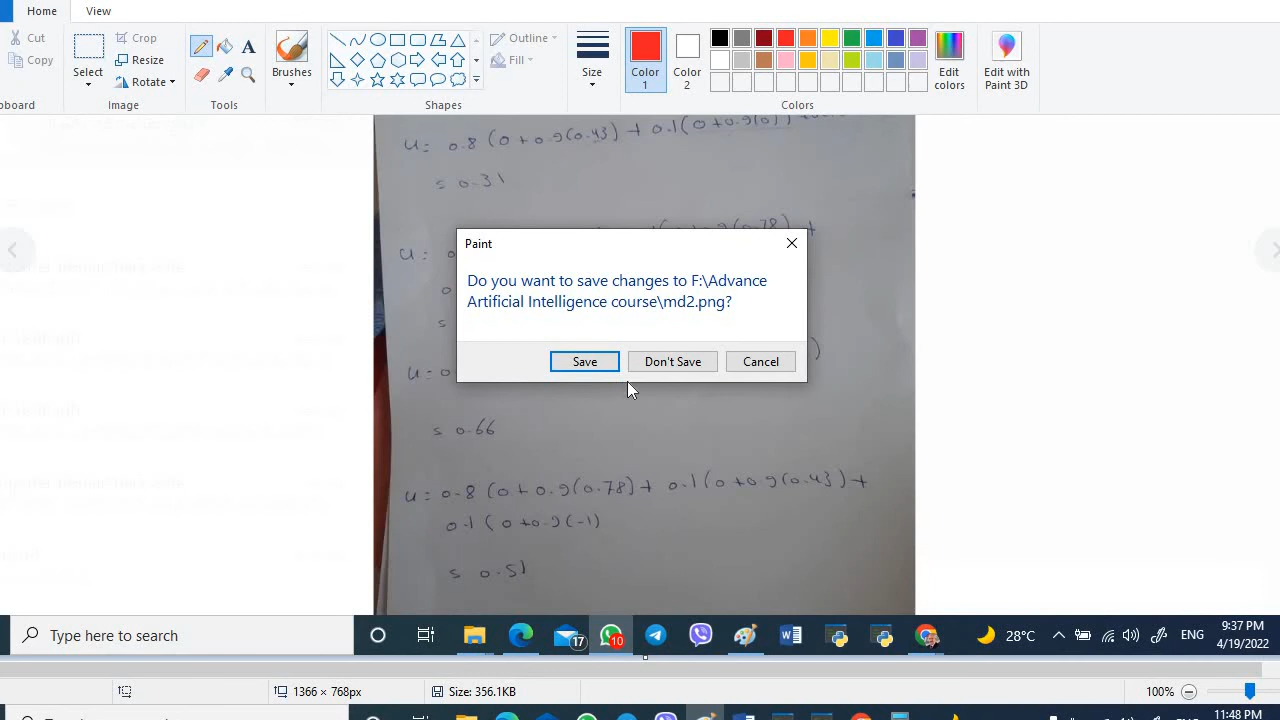 Home View
Cut
Copy
Select
Crop
Resize
Rotate
Brushes
Outline
Fill
Size
Color 1
Color 2
Edit colors
Edit with Paint 3D
Image
Tools
Shapes
Colors
u= 0.8 (0+0.9(0.43) + 0.1(0+0.9(0))
= 0.31
Paint
Do you want to save changes to F:\Advance
Artificial Intelligence course\md2.png?
Save Don't Save Cancel
= 0.66
u= 0.8 (0+0.9(0.78)+ 0.1(0+0.9(0.43)+
0.1(0+0.9(-1)
= 0.51
Type here to search
17
10
28°C
ENG
9:37 PM
4/19/2022
1366 × 768px
Size: 356.1KB
100%
11:48 PM